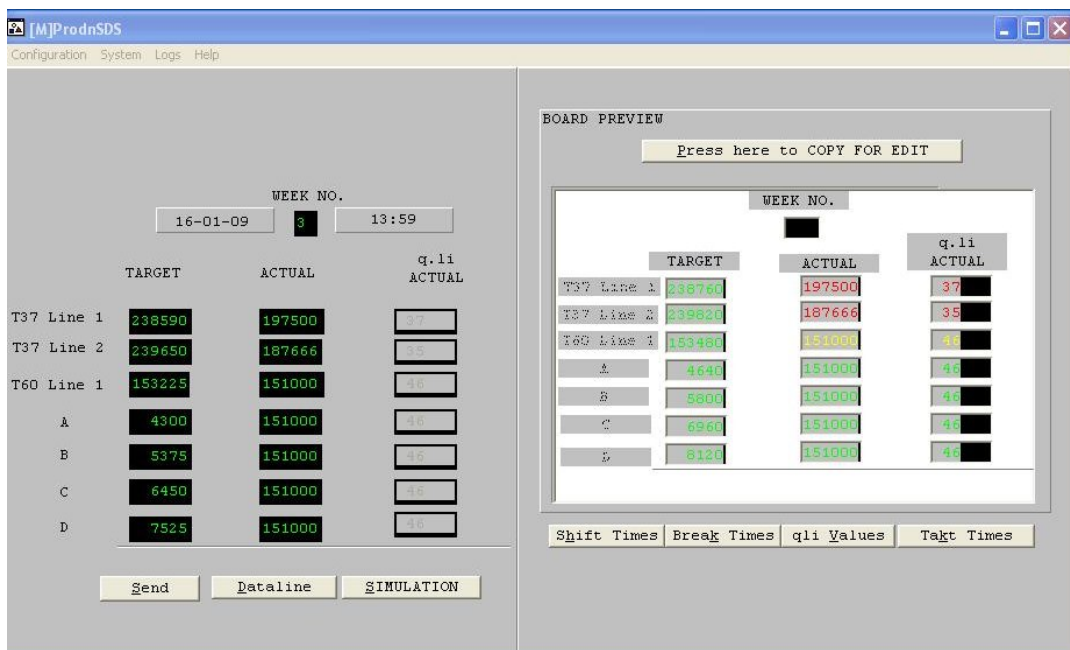 [M]ProdnSDS
Configuration System Logs Help
WEEK NO.
16-01-09 3 13:59
TARGET ACTUAL q.li ACTUAL
T37 Line 1 238590 197500 37
T37 Line 2 239650 187666 35
T60 Line 1 153225 151000 46
A 4300 151000 46
B 5375 151000 46
C 6450 151000 46
D 7525 151000 46
Send Dataline SIMULATION
BOARD PREVIEW
Press here to COPY FOR EDIT
WEEK NO.
TARGET ACTUAL q.li ACTUAL
T37 Line 1 238760 197500 37
T37 Line 2 239820 187666 35
T60 Line 1 153480 151000 46
A 4640 151000 46
B 5800 151000 46
C 6960 151000 46
D 8120 151000 46
Shift Times Break Times qli Values Takt Times